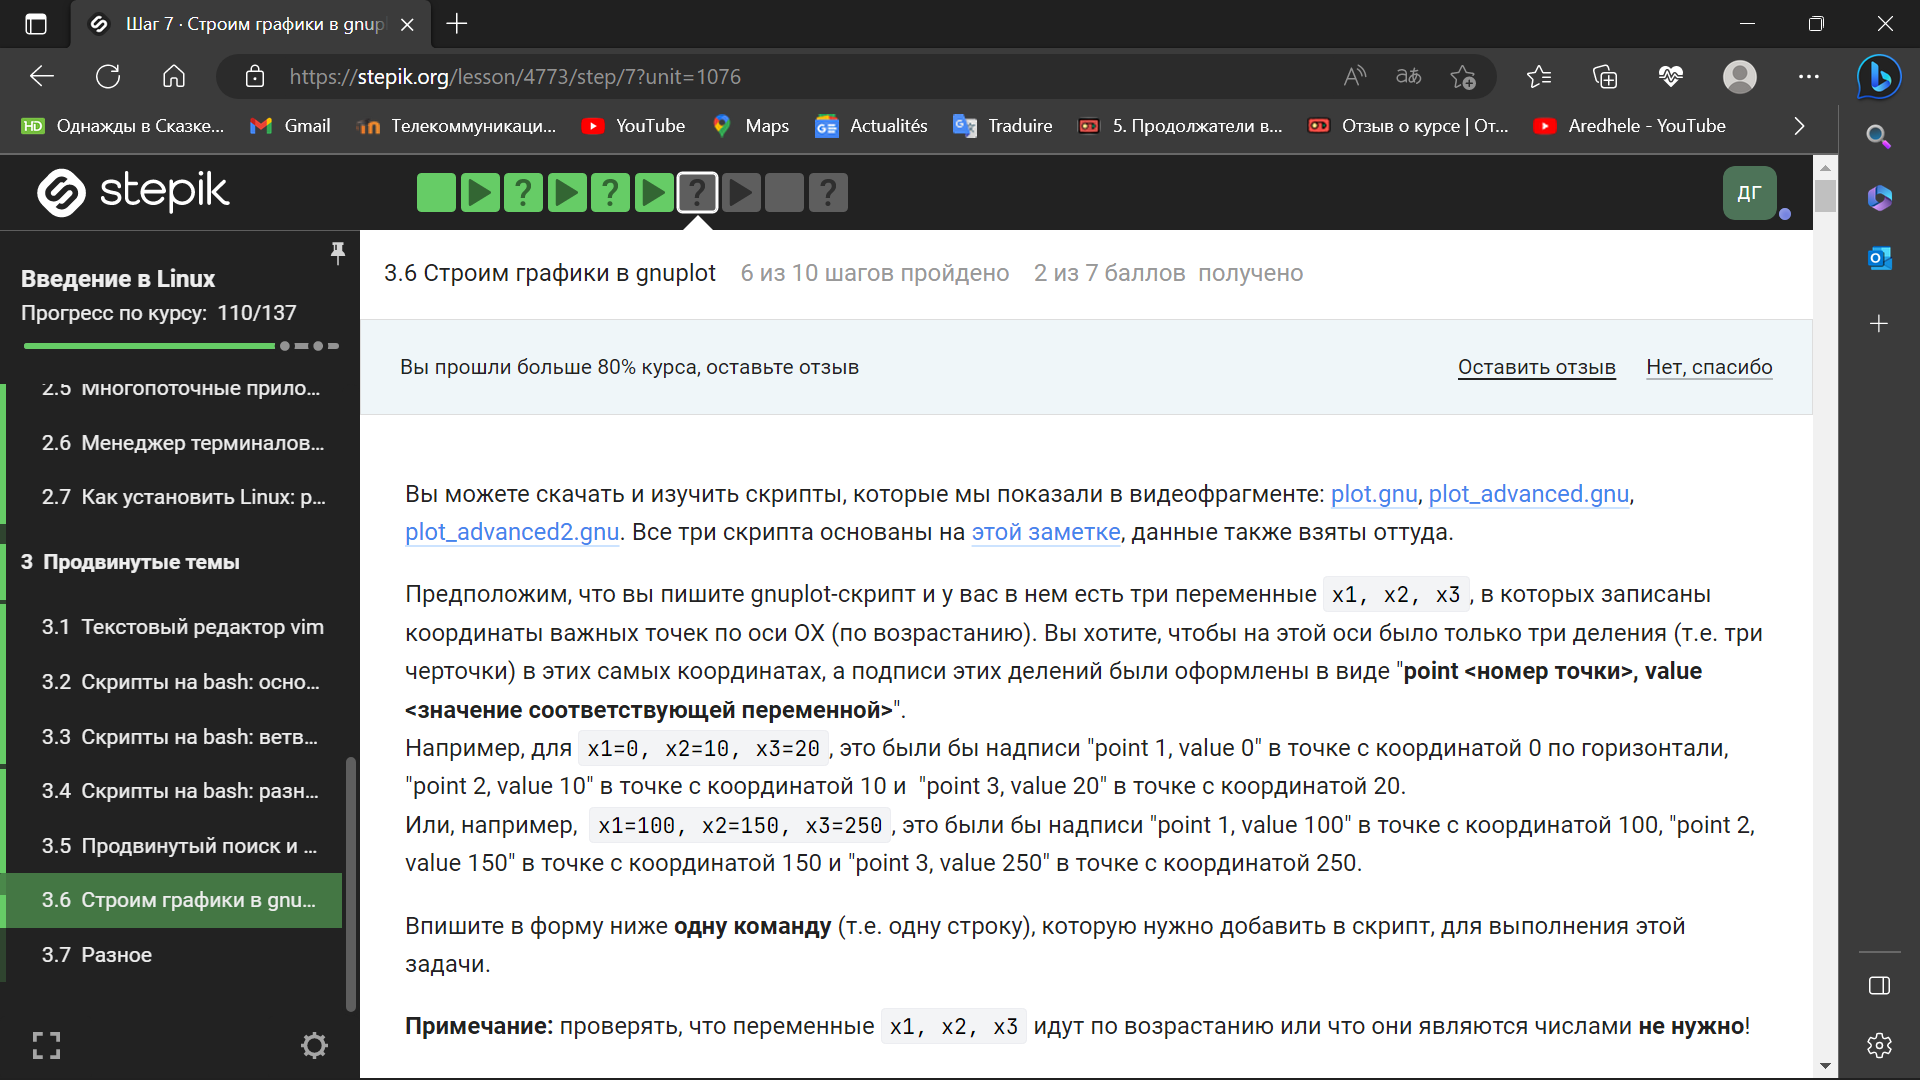 Шаг 7 · Строим графики в gnupl
https://stepik.org/lesson/4773/step/7?unit=1076
Однажды в Сказке...
Gmail
Телекоммуникаци...
YouTube
Maps
Actualités
Traduire
5. Продолжатели в...
Отзыв о курсе | От...
Aredhele - YouTube
stepik
ДГ
Введение в Linux
Прогресс по курсу: 110/137
2.5 Многопоточные прило...
2.6 Менеджер терминалов...
2.7 Как установить Linux: р...
3 Продвинутые темы
3.1 Текстовый редактор vim
3.2 Скрипты на bash: осно...
3.3 Скрипты на bash: ветв...
3.4 Скрипты на bash: разн...
3.5 Продвинутый поиск и ...
3.6 Строим графики в gnu...
3.7 Разное
3.6 Строим графики в gnuplot 6 из 10 шагов пройдено 2 из 7 баллов получено
Вы прошли больше 80% курса, оставьте отзыв
Оставить отзыв
Нет, спасибо
Вы можете скачать и изучить скрипты, которые мы показали в видеофрагменте: plot.gnu, plot_advanced.gnu,
plot_advanced2.gnu. Все три скрипта основаны на этой заметке, данные также взяты оттуда.
Предположим, что вы пишите gnuplot-скрипт и у вас в нем есть три переменные x1, x2, x3, в которых записаны
координаты важных точек по оси OX (по возрастанию). Вы хотите, чтобы на этой оси было только три деления (т.е. три
черточки) в этих самых координатах, а подписи этих делений были оформлены в виде "point <номер точки>, value
<значение соответствующей переменной>".
Например, для x1=0, x2=10, x3=20, это были бы надписи "point 1, value 0" в точке с координатой 0 по горизонтали,
"point 2, value 10" в точке с координатой 10 и "point 3, value 20" в точке с координатой 20.
Или, например, x1=100, x2=150, x3=250, это были бы надписи "point 1, value 100" в точке с координатой 100, "point 2,
value 150" в точке с координатой 150 и "point 3, value 250" в точке с координатой 250.
Впишите в форму ниже одну команду (т.е. одну строку), которую нужно добавить в скрипт, для выполнения этой
задачи.
Примечание: проверять, что переменные x1, x2, x3 идут по возрастанию или что они являются числами не нужно!